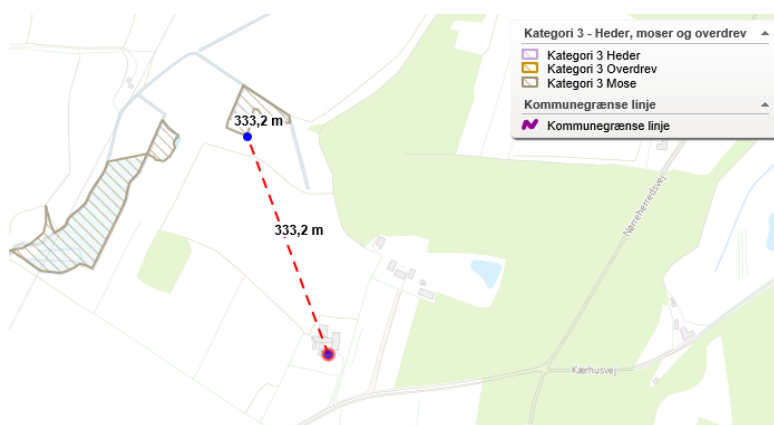 Kategori 3 - Heder, moser og overdrev
Kategori 3 Heder
Kategori 3 Overdrev
Kategori 3 Mose
Kommunegrænse linje
Kommunegrænse linje
333,2 m
333,2 m
Nørreherredsvej
Kærhusvej